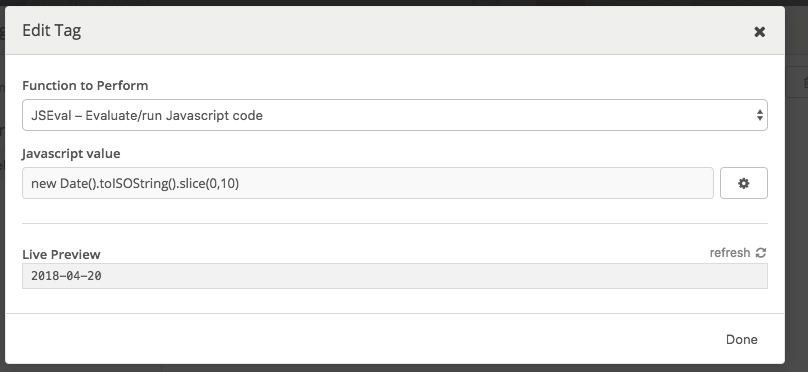 Edit Tag
Function to Perform
JSEval – Evaluate/run Javascript code
Javascript value
new Date().toISOString().slice(0,10)
Live Preview
refresh
2018-04-20
Done